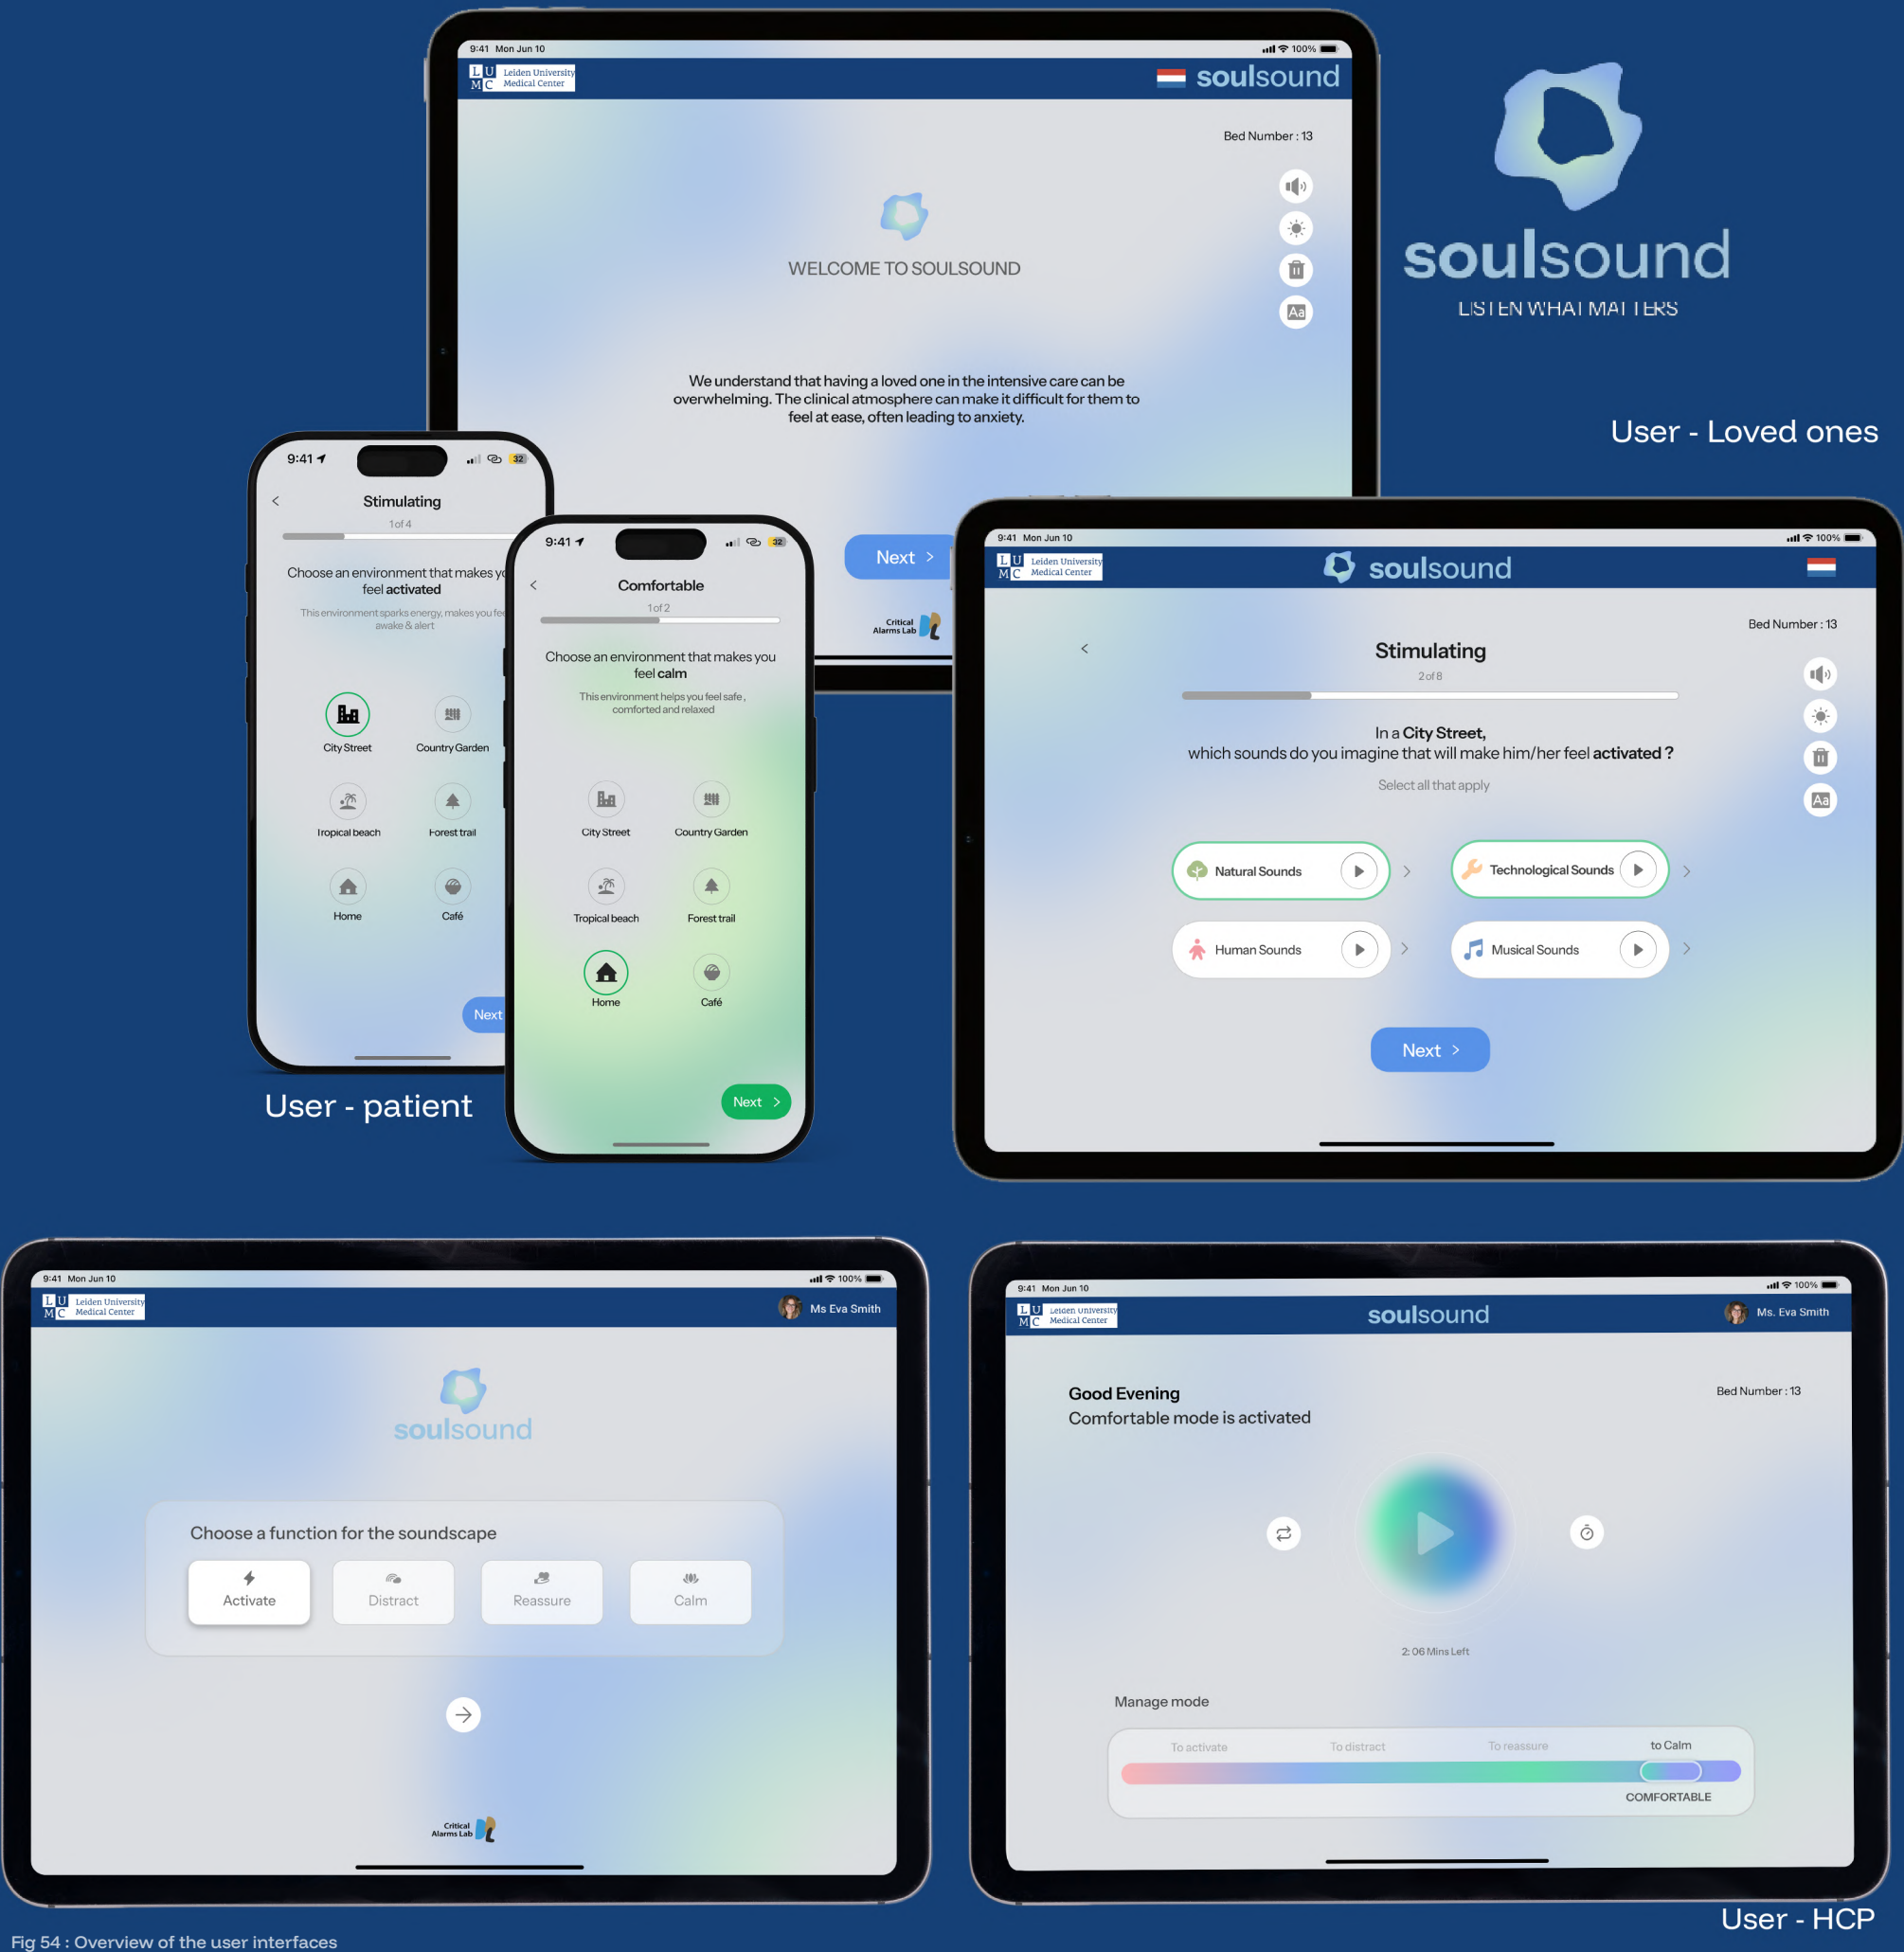 9:41 Mon Jun 10
100%
L U Leiden University
M C Medical Center
soulsound
Bed Number : 13
WELCOME TO SOULSOUND
Aa
We understand that having a loved one in the intensive care can be
overwhelming. The clinical atmosphere can make it difficult for them to
feel at ease, often leading to anxiety.
Next >
Critical
Alarms Lab
soulsound
LISTEN WHAT MATTERS
User - Loved ones
9:41
32
< Stimulating
1 of 4
Choose an environment that makes yo
feel activated
This environment sparks energy, makes you fee
awake & alert
City Street Country Garden
Tropical beach Forest trail
Home Café
Next
User - patient
9:41
32
< Comfortable
1 of 2
Choose an environment that makes you
feel calm
This environment helps you feel safe,
comforted and relaxed
City Street Country Garden
Tropical beach Forest trail
Home Café
Next >
9:41 Mon Jun 10
100%
L U Leiden University
M C Medical Center
soulsound
Bed Number : 13
< Stimulating
2 of 8
In a City Street,
which sounds do you imagine that will make him/her feel activated ?
Select all that apply
Aa
Natural Sounds > Technological Sounds >
Human Sounds > Musical Sounds >
Next >
9:41 Mon Jun 10
100%
L U Leiden University
M C Medical Center
Ms Eva Smith
soulsound
Choose a function for the soundscape
Activate Distract Reassure Calm
Critical
Alarms Lab
9:41 Mon Jun 10
100%
L U Leiden University
M C Medical Center
soulsound
Ms. Eva Smith
Good Evening
Comfortable mode is activated
Bed Number : 13
2: 06 Mins Left
Manage mode
To activate To distract To reassure to Calm
COMFORTABLE
User - HCP
Fig 54 : Overview of the user interfaces